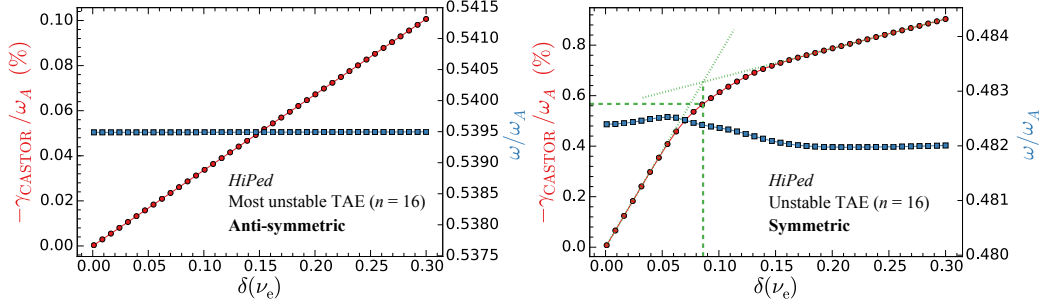 0.10
0.08
0.06
0.04
0.02
0.00
−γCASTOR/ωA (%)
0.5415
0.5410
0.5405
0.5400
0.5395
0.5390
0.5385
0.5380
0.5375
ω/ωA
HiPed
Most unstable TAE (n = 16)
Anti-symmetric
0.00 0.05 0.10 0.15 0.20 0.25 0.30
δ(νe)
0.8
0.6
0.4
0.2
0.0
−γCASTOR/ωA (%)
0.484
0.483
0.482
0.481
0.480
ω/ωA
HiPed
Unstable TAE (n = 16)
Symmetric
0.00 0.05 0.10 0.15 0.20 0.25 0.30
δ(νe)